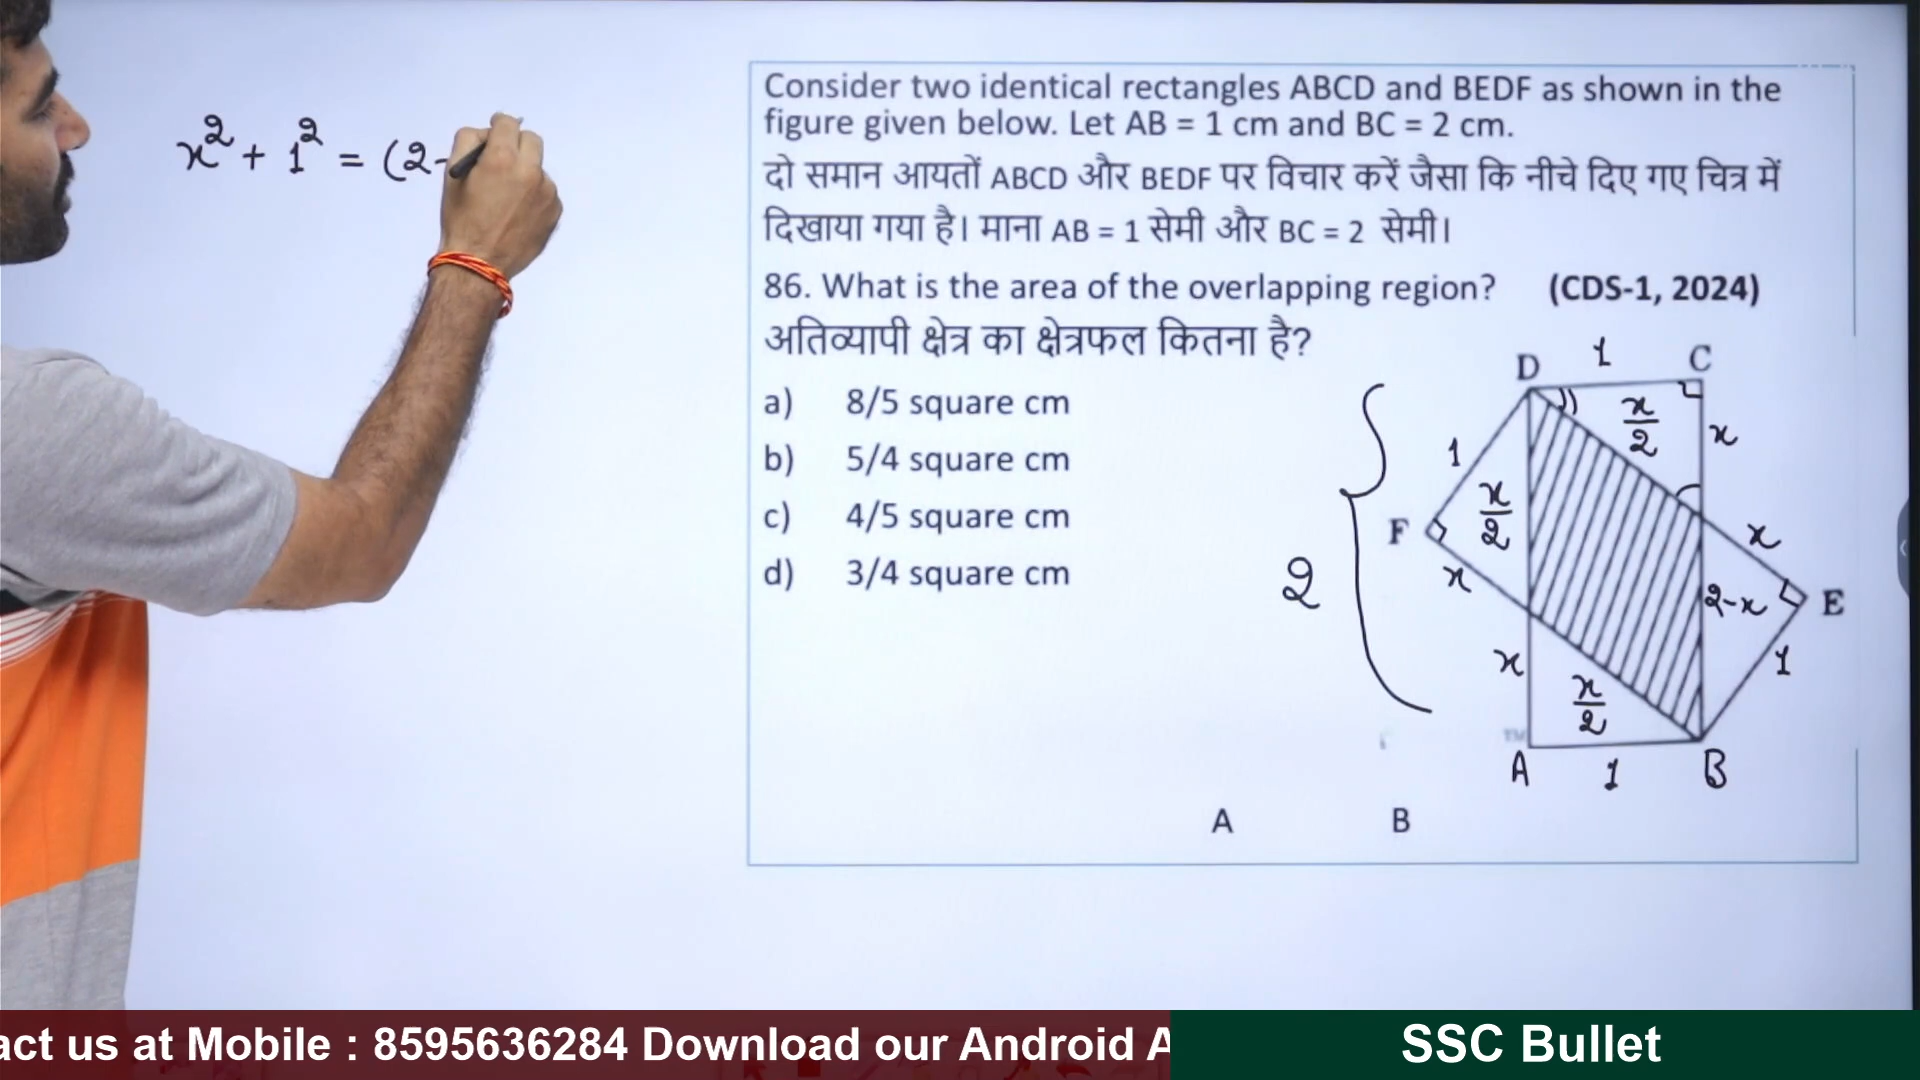 x² + 1² = (2-
Consider two identical rectangles ABCD and BEDF as shown in the
figure given below. Let AB = 1 cm and BC = 2 cm.
दो समान आयतों ABCD और BEDF पर विचार करें जैसा कि नीचे दिए गए चित्र में
दिखाया गया है। माना AB = 1 सेमी और BC = 2 सेमी।
86. What is the area of the overlapping region? (CDS-1, 2024)
अतिव्यापी क्षेत्र का क्षेत्रफल कितना है?
a) 8/5 square cm
b) 5/4 square cm
c) 4/5 square cm
d) 3/4 square cm
D 1 C
x/2 x
1
x/2
F x
2 x 2-x E
x 1
x/2
TM
A 1 B
A B
act us at Mobile : 8595636284 Download our Android A
SSC Bullet